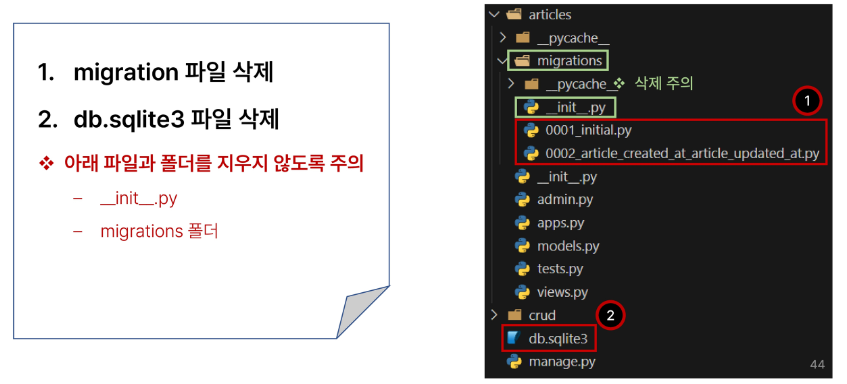 1. migration 파일 삭제
2. db.sqlite3 파일 삭제
❖ 아래 파일과 폴더를 지우지 않도록 주의
– __init__.py
– migrations 폴더
articles
__pycache__
migrations
__pycache__ ❖ 삭제 주의
__init__.py
1
0001_initial.py
0002_article_created_at_article_updated_at.py
__init__.py
admin.py
apps.py
models.py
tests.py
views.py
crud
2
db.sqlite3
manage.py
44